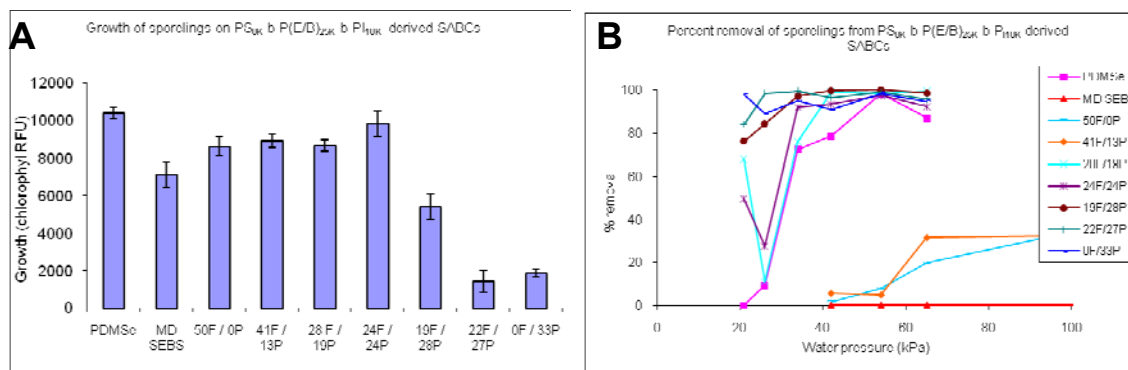 A
Growth of sporelings on PS8K b P(E/B)25K b PI10K derived SABCs
Growth (chlorophyl RFU)
12000
10000
8000
6000
4000
2000
0
PDMSe
MD SEBS
50F / 0P
41F / 13P
28F / 19P
24F / 24P
19F / 28P
22F / 27P
0F / 33P
B
Percent removal of sporelings from PS8K b P(E/B)25K b PI10K derived
SABCs
% remove
100
80
60
40
20
0
0
20
40
60
80
100
Water pressure (kPa)
PDMSe
MD SEB
50F/0P
41F/13P
28F/19P
24F/24P
19F/28P
22F/27P
0F/33P